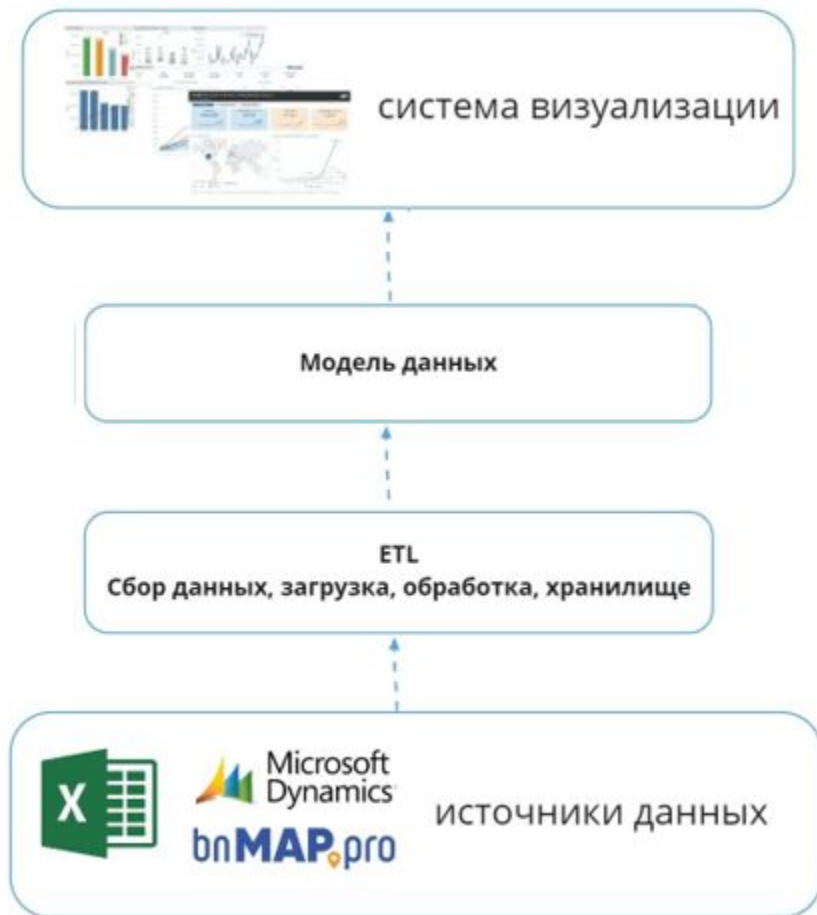 система визуализации
Модель данных
ETL
Сбор данных, загрузка, обработка, хранилище
X
Microsoft
Dynamics
bnMAP.pro
источники данных